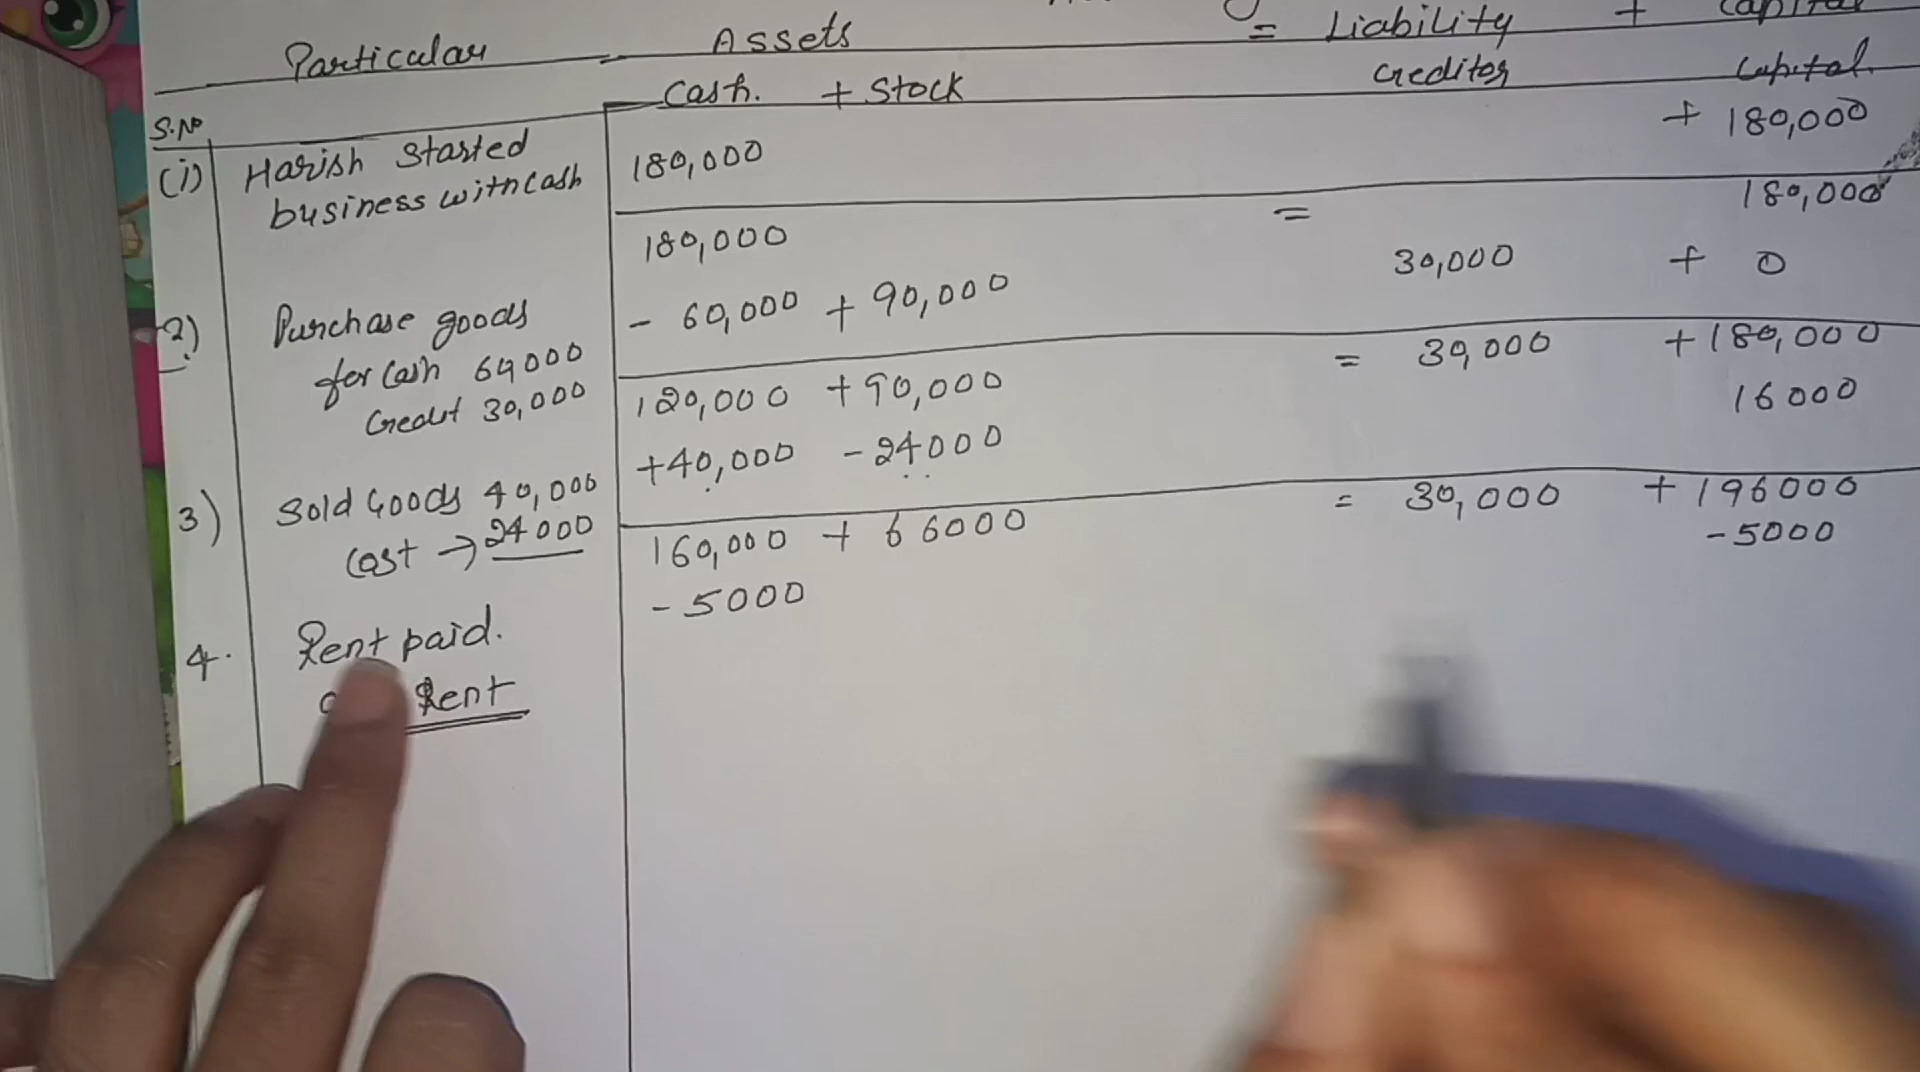 = Liability + Capital
Particular Assets
Creditor Capital
Cash. + Stock
S.No
(1) Harish Started 180,000 + 180,000
business with cash
180,000 = 180,000
2) Purchase goods - 60,000 + 90,000 30,000 + 0
for cash 60,000
Credit 30,000 120,000 + 90,000 = 30,000 + 180,000
+40,000 - 24000 16000
3) Sold Goods 40,000
Cost → 24000 160,000 + 66000 = 30,000 + 196000
- 5000 - 5000
4. Rent paid.
Rent